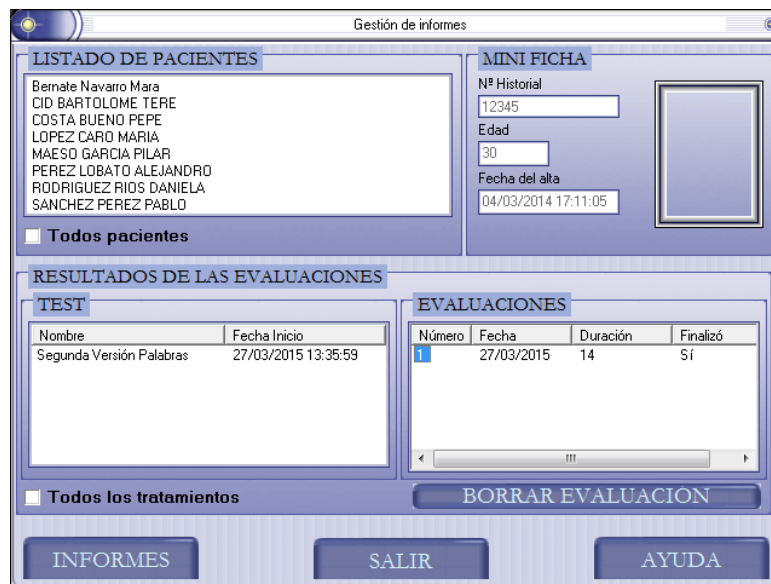 Gestión de informes
LISTADO DE PACIENTES
Bernate Navarro Mara
CID BARTOLOME TERE
COSTA BUENO PEPE
LOPEZ CARO MARIA
MAESO GARCIA PILAR
PEREZ LOBATO ALEJANDRO
RODRIGUEZ RIOS DANIELA
SANCHEZ PEREZ PABLO
Todos pacientes
MINI FICHA
Nº Historial
12345
Edad
30
Fecha del alta
04/03/2014 17:11:05
RESULTADOS DE LAS EVALUACIONES
TEST
Nombre Fecha Inicio
Segunda Versión Palabras 27/03/2015 13:35:59
Todos los tratamientos
EVALUACIONES
Número Fecha Duración Finalizó
1 27/03/2015 14 Sí
BORRAR EVALUACIÓN
INFORMES SALIR AYUDA